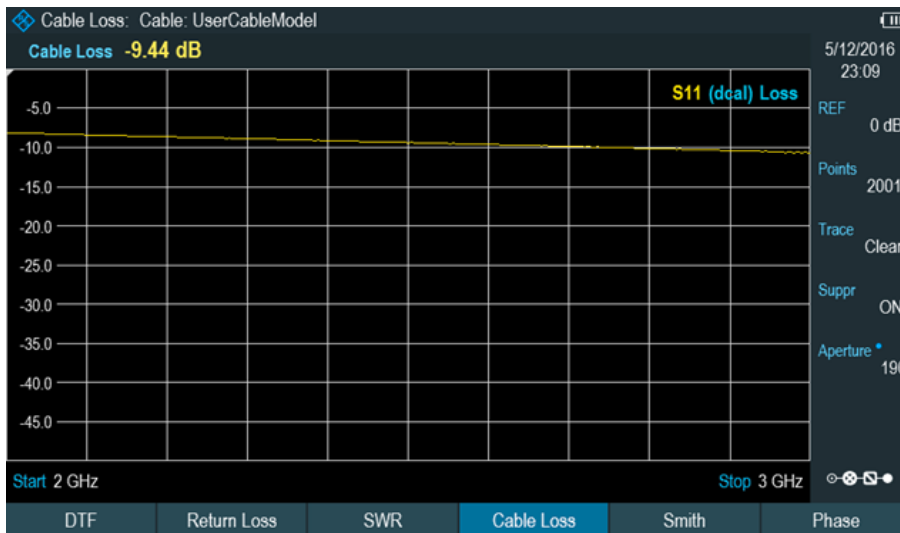 Cable Loss: Cable: UserCableModel
Cable Loss -9.44 dB
5/12/2016
23:09
S11 (dcal) Loss
-5.0
-10.0
-15.0
-20.0
-25.0
-30.0
-35.0
-40.0
-45.0
REF
0 dB
Points
2001
Trace
Clear
Suppr
ON
Aperture
190
Start 2 GHz
Stop 3 GHz
DTF Return Loss SWR Cable Loss Smith Phase